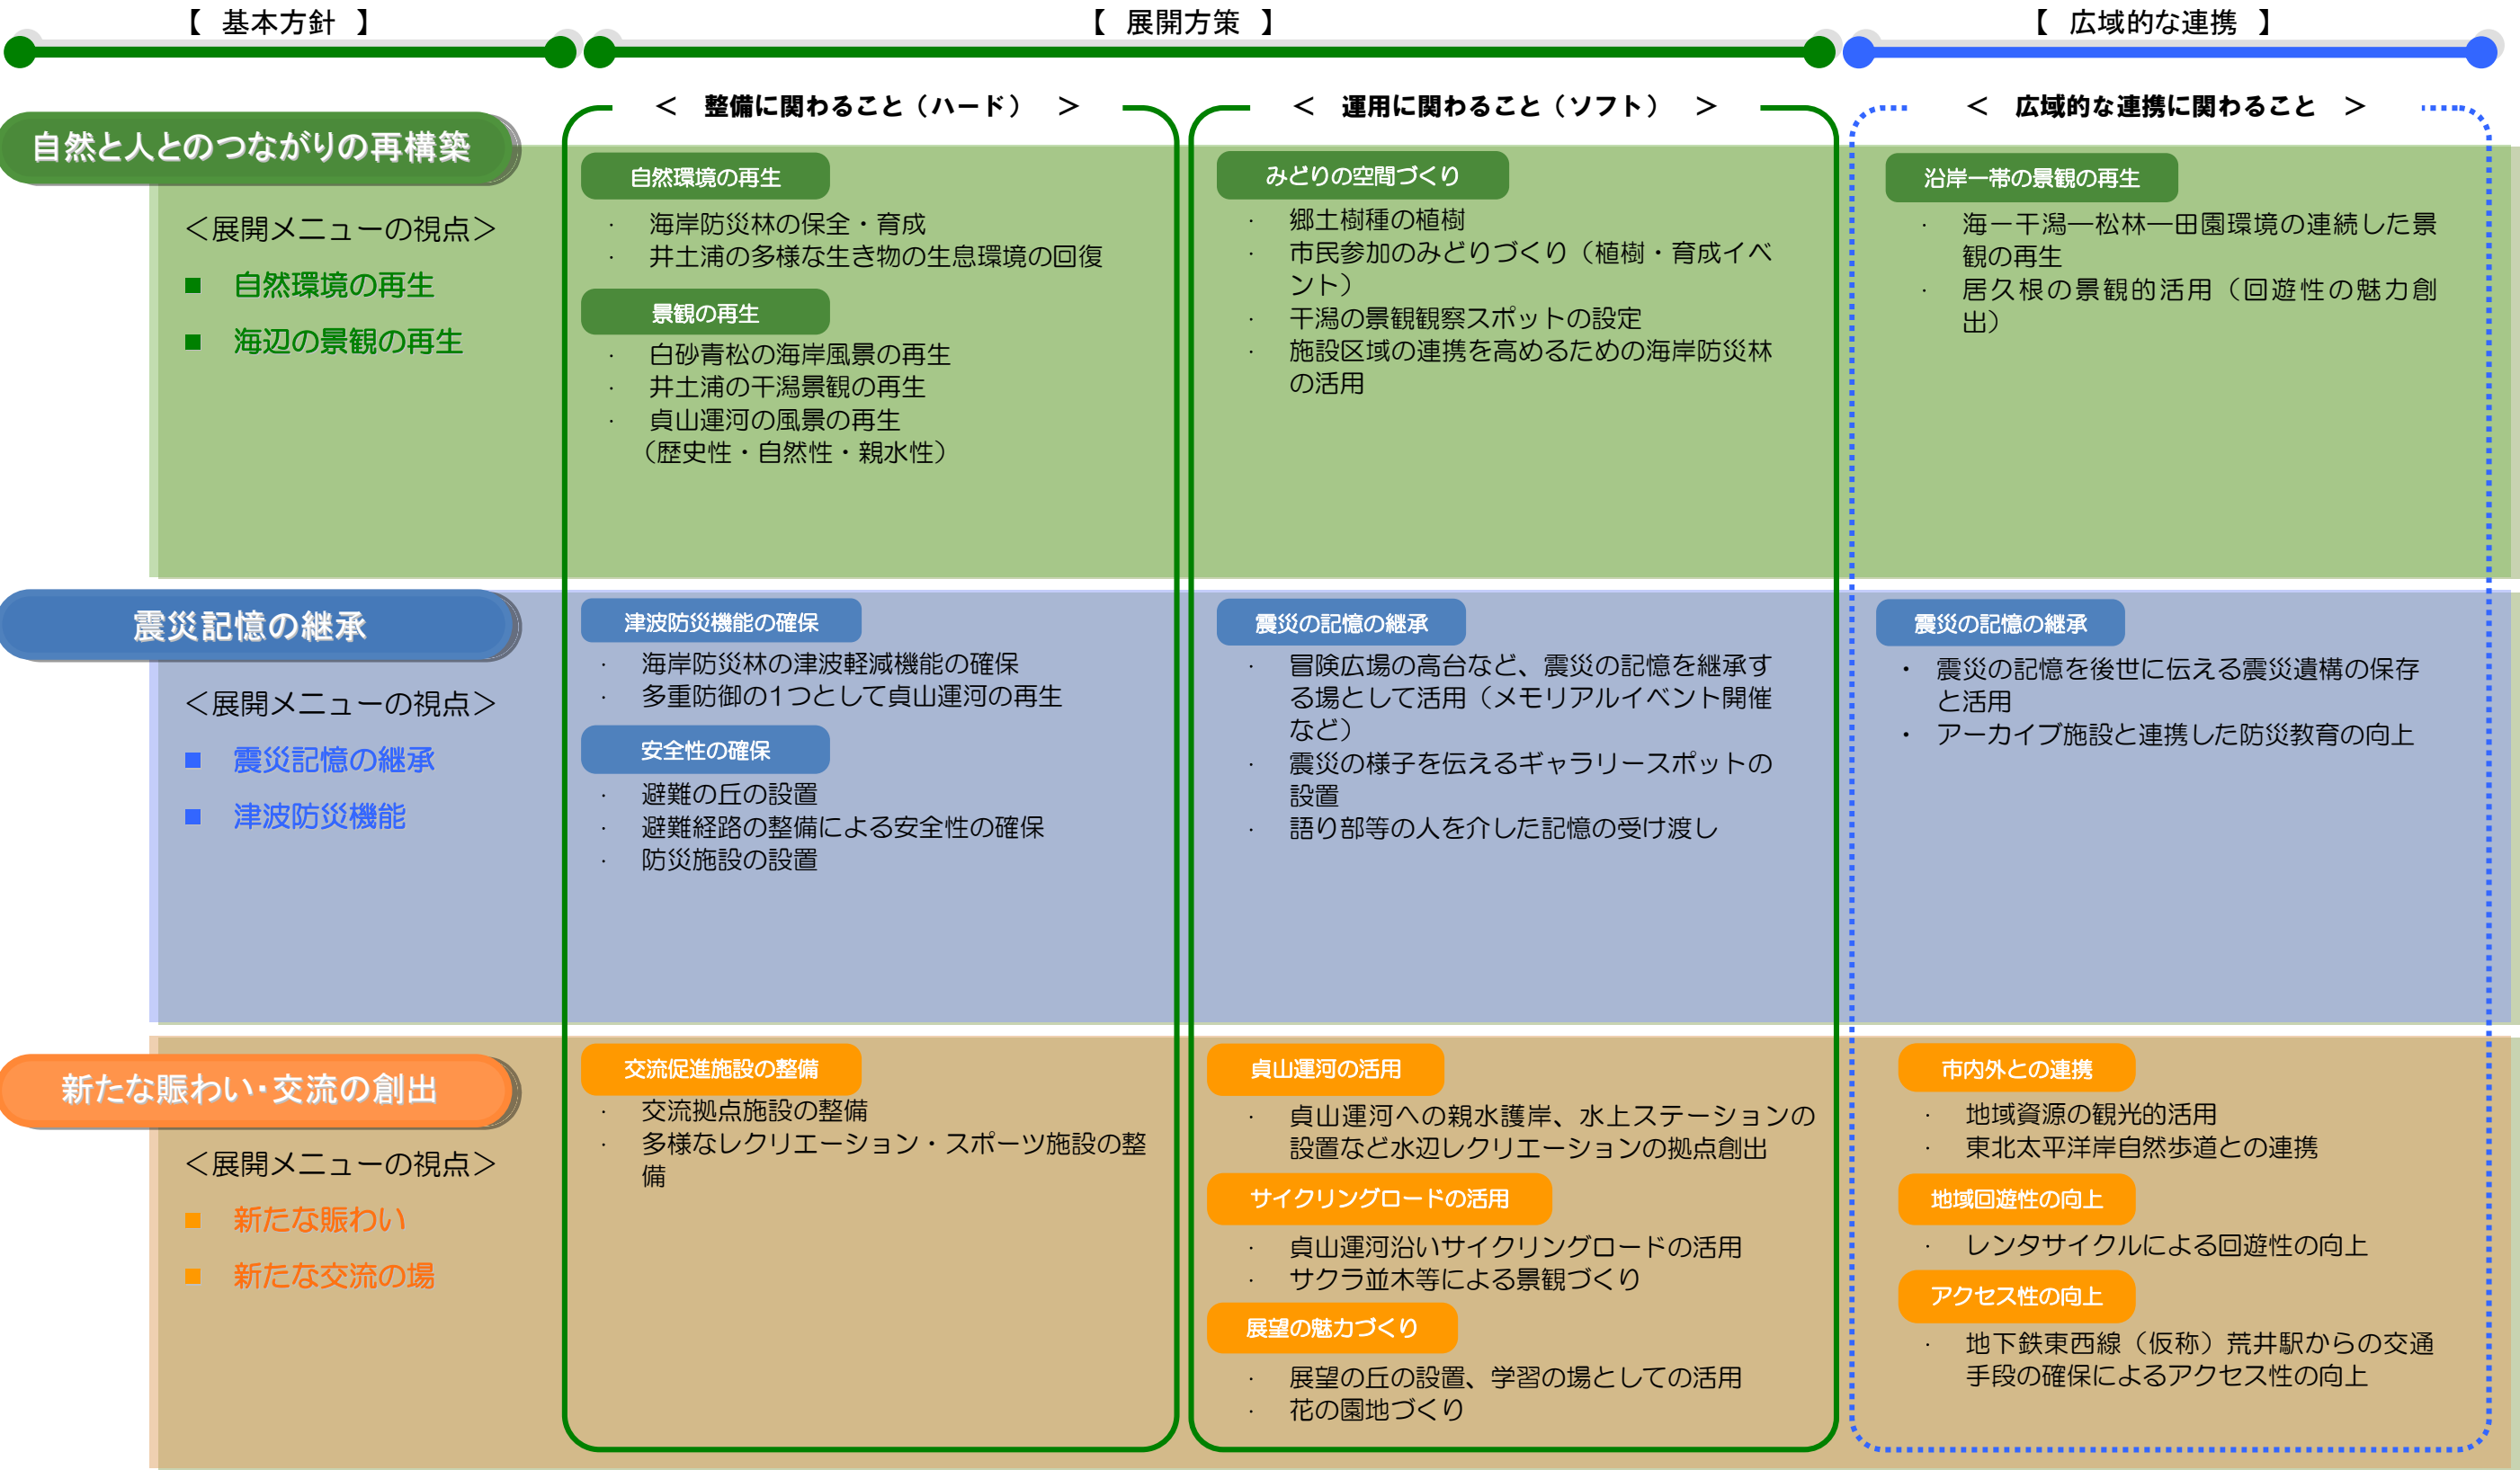 【 基本方針 】
【 展開方策 】
【 広域的な連携 】
＜ 整備に関わること（ハード） ＞
＜ 運用に関わること（ソフト） ＞
＜ 広域的な連携に関わること ＞
自然と人とのつながりの再構築
＜展開メニューの視点＞
■ 自然環境の再生
■ 海辺の景観の再生
自然環境の再生
・ 海岸防災林の保全・育成
・ 井土浦の多様な生き物の生息環境の回復
景観の再生
・ 白砂青松の海岸風景の再生
・ 井土浦の干潟景観の再生
・ 貞山運河の風景の再生
（歴史性・自然性・親水性）
みどりの空間づくり
・ 郷土樹種の植樹
・ 市民参加のみどりづくり（植樹・育成イベ
ント）
・ 干潟の景観観察スポットの設定
・ 施設区域の連携を高めるための海岸防災林
の活用
沿岸一帯の景観の再生
・ 海ー干潟―松林―田園環境の連続した景
観の再生
・ 居久根の景観的活用（回遊性の魅力創
出）
震災記憶の継承
＜展開メニューの視点＞
■ 震災記憶の継承
■ 津波防災機能
津波防災機能の確保
・ 海岸防災林の津波軽減機能の確保
・ 多重防御の1つとして貞山運河の再生
安全性の確保
・ 避難の丘の設置
・ 避難経路の整備による安全性の確保
・ 防災施設の設置
震災の記憶の継承
・ 冒険広場の高台など、震災の記憶を継承す
る場として活用（メモリアルイベント開催
など）
・ 震災の様子を伝えるギャラリースポットの
設置
・ 語り部等の人を介した記憶の受け渡し
震災の記憶の継承
・ 震災の記憶を後世に伝える震災遺構の保存
と活用
・ アーカイブ施設と連携した防災教育の向上
新たな賑わい・交流の創出
＜展開メニューの視点＞
■ 新たな賑わい
■ 新たな交流の場
交流促進施設の整備
・ 交流拠点施設の整備
・ 多様なレクリエーション・スポーツ施設の整
備
貞山運河の活用
・ 貞山運河への親水護岸、水上ステーションの
設置など水辺レクリエーションの拠点創出
サイクリングロードの活用
・ 貞山運河沿いサイクリングロードの活用
・ サクラ並木等による景観づくり
展望の魅力づくり
・ 展望の丘の設置、学習の場としての活用
・ 花の園地づくり
市内外との連携
・ 地域資源の観光的活用
・ 東北太平洋岸自然歩道との連携
地域回遊性の向上
・ レンタサイクルによる回遊性の向上
アクセス性の向上
・ 地下鉄東西線（仮称）荒井駅からの交通
手段の確保によるアクセス性の向上